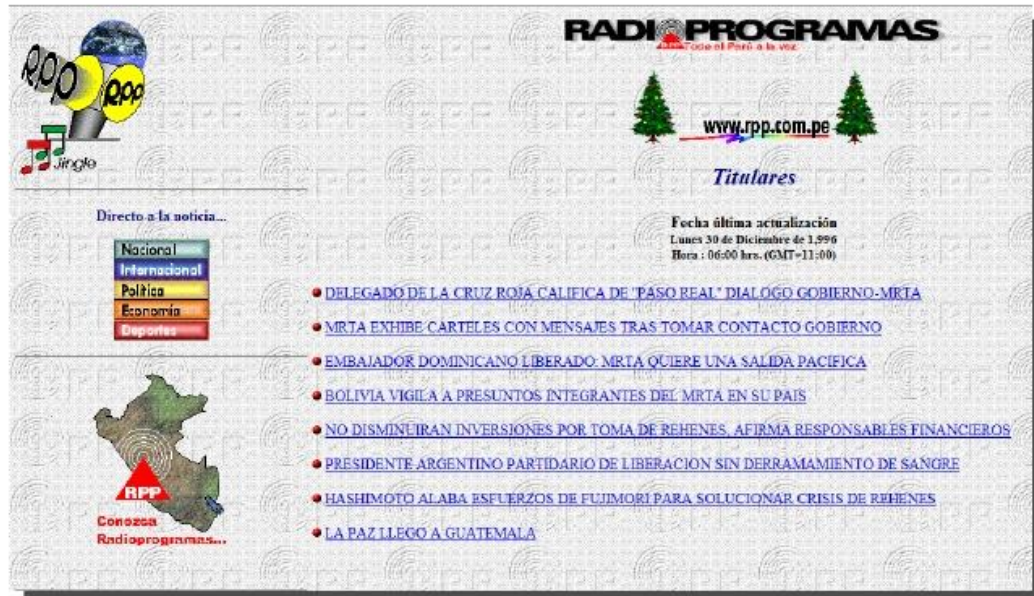 RPP
RPP
Jingle
RADIOPROGRAMAS
Todo el Perú a la vez
www.rpp.com.pe
Titulares
Directo a la noticia...
Nacional
Internacional
Política
Economía
Deportes
Fecha última actualización
Lunes 30 de Diciembre de 1,996
Hora : 06:00 hrs. (GMT-11:00)
DELEGADO DE LA CRUZ ROJA CALIFICA DE "PASO REAL" DIALOGO GOBIERNO-MRTA
MRTA EXHIBE CARTELES CON MENSAJES TRAS TOMAR CONTACTO GOBIERNO
EMBAJADOR DOMINICANO LIBERADO: MRTA QUIERE UNA SALIDA PACIFICA
BOLIVIA VIGILA A PRESUNTOS INTEGRANTES DEL MRTA EN SU PAIS
NO DISMINUIRAN INVERSIONES POR TOMA DE REHENES, AFIRMA RESPONSABLES FINANCIEROS
PRESIDENTE ARGENTINO PARTIDARIO DE LIBERACION SIN DERRAMAMIENTO DE SANGRE
HASHIMOTO ALABA ESFUERZOS DE FUJIMORI PARA SOLUCIONAR CRISIS DE REHENES
LA PAZ LLEGO A GUATEMALA
RPP
Conozca
Radioprogramas...